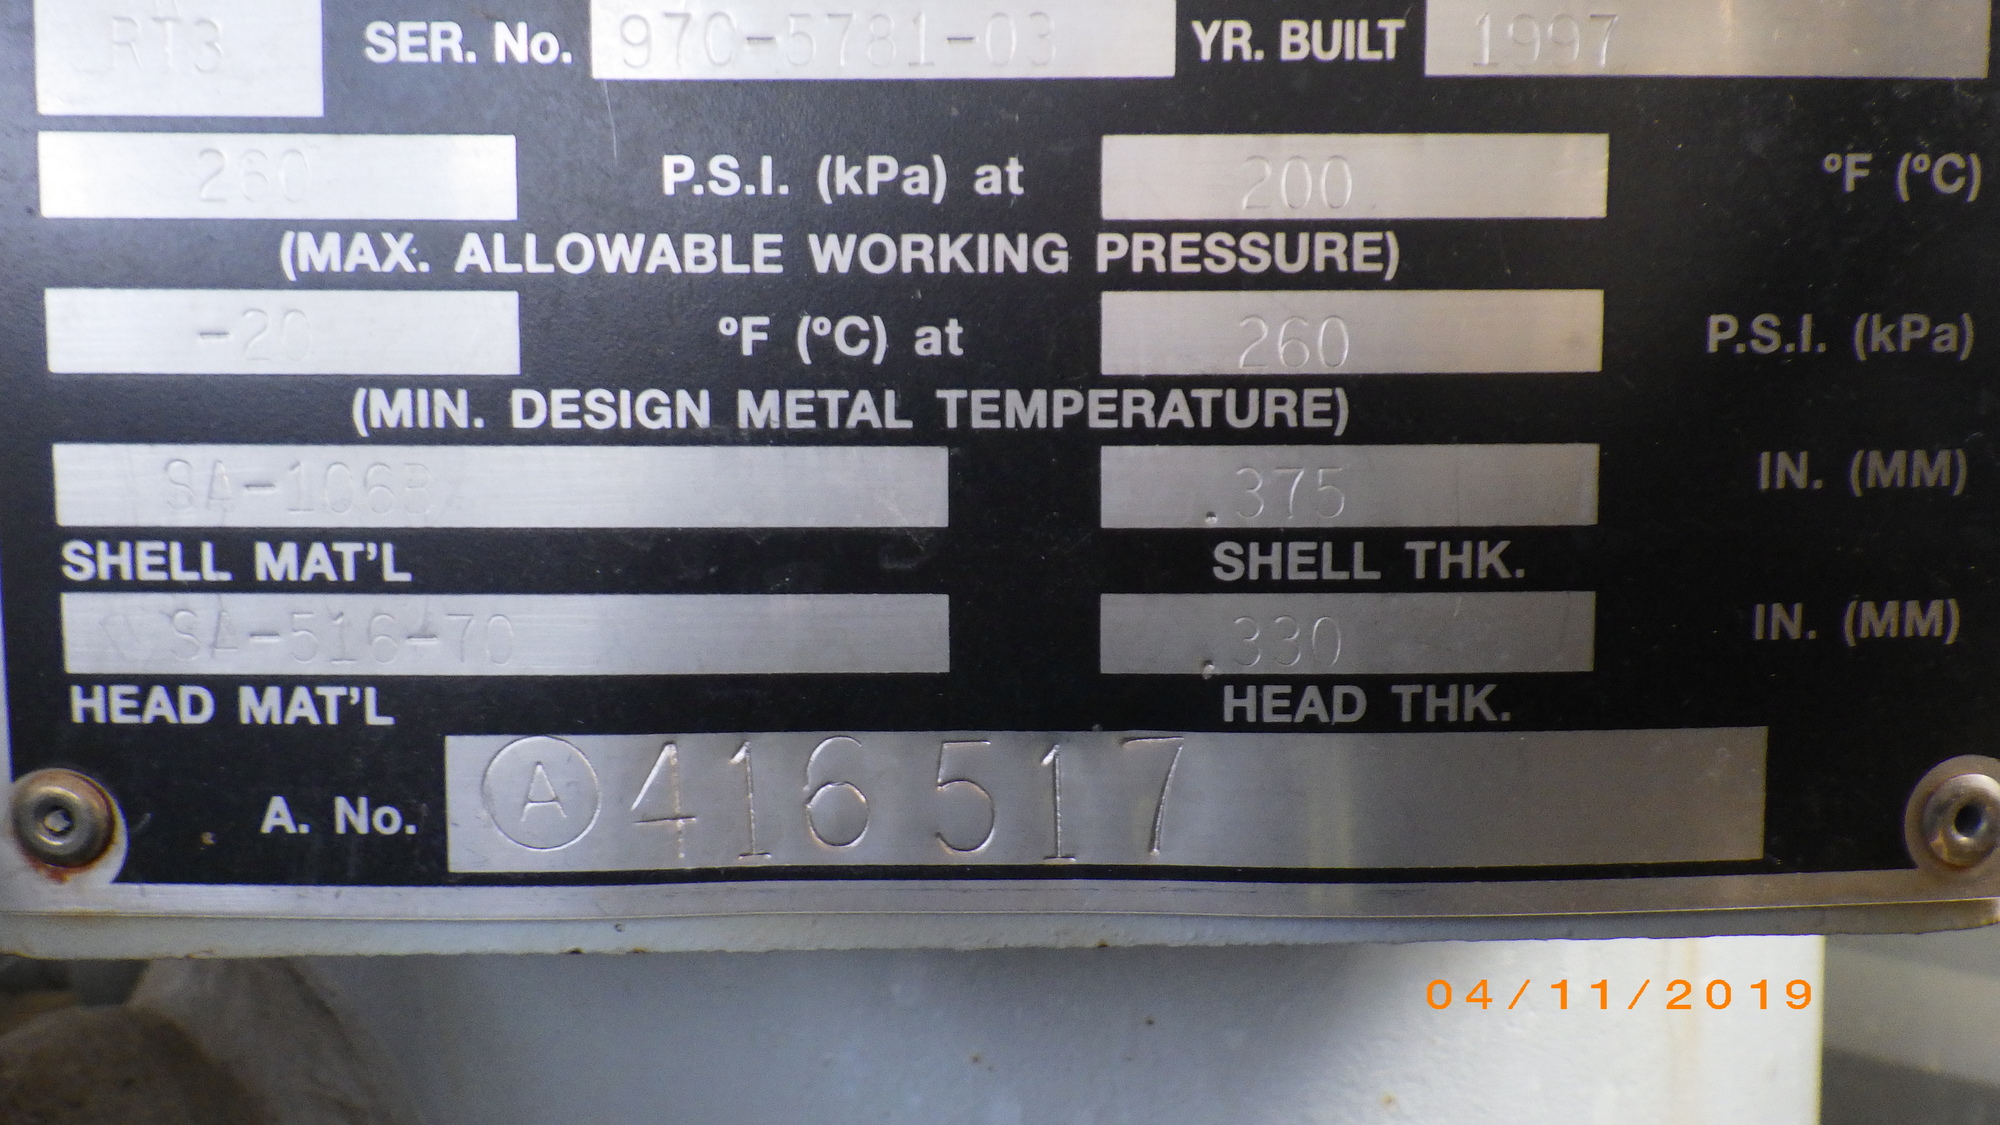 RT3 SER. No. 970-5781-03 YR. BUILT 1997
260 P.S.I. (kPa) at 200 °F (°C)
(MAX. ALLOWABLE WORKING PRESSURE)
-20 °F (°C) at 260 P.S.I. (kPa)
(MIN. DESIGN METAL TEMPERATURE)
SA-106B .375 IN. (MM)
SHELL MAT'L SHELL THK.
SA-516-70 .330 IN. (MM)
HEAD MAT'L HEAD THK.
A. No. Ⓐ 416517
04/11/2019